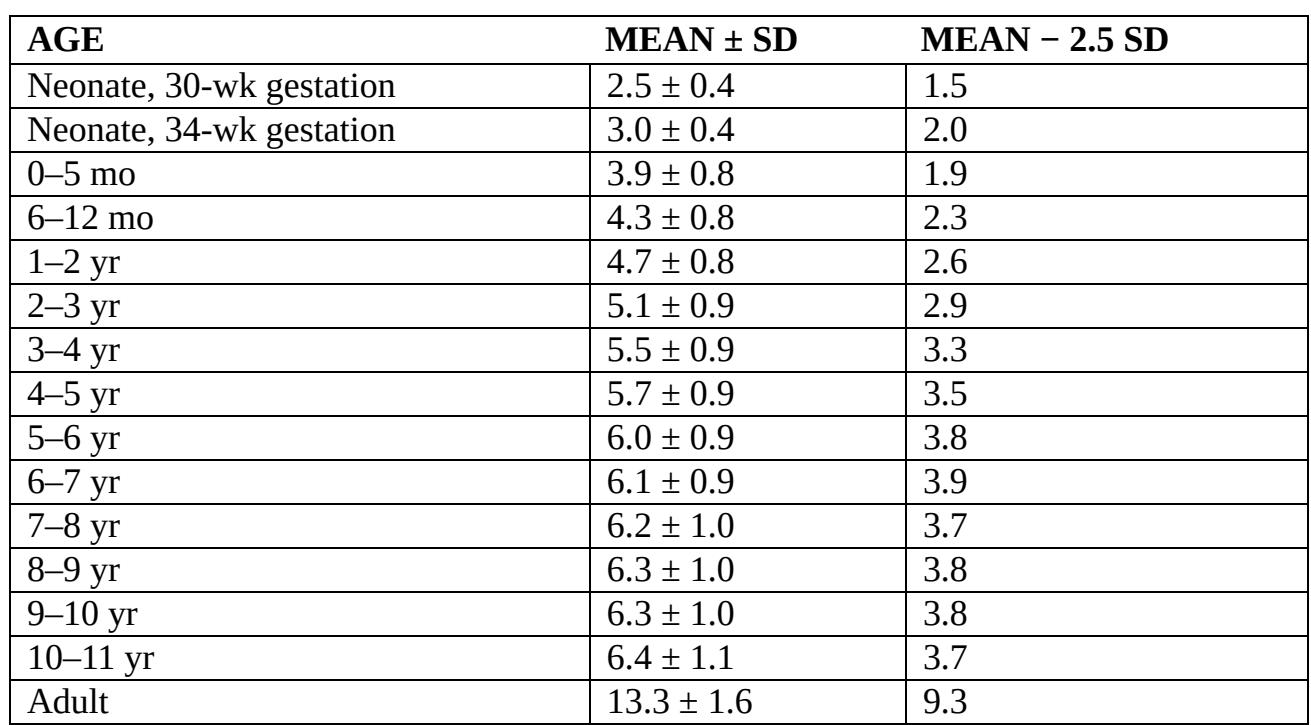 AGE MEAN ± SD MEAN − 2.5 SD
Neonate, 30-wk gestation 2.5 ± 0.4 1.5
Neonate, 34-wk gestation 3.0 ± 0.4 2.0
0–5 mo 3.9 ± 0.8 1.9
6–12 mo 4.3 ± 0.8 2.3
1–2 yr 4.7 ± 0.8 2.6
2–3 yr 5.1 ± 0.9 2.9
3–4 yr 5.5 ± 0.9 3.3
4–5 yr 5.7 ± 0.9 3.5
5–6 yr 6.0 ± 0.9 3.8
6–7 yr 6.1 ± 0.9 3.9
7–8 yr 6.2 ± 1.0 3.7
8–9 yr 6.3 ± 1.0 3.8
9–10 yr 6.3 ± 1.0 3.8
10–11 yr 6.4 ± 1.1 3.7
Adult 13.3 ± 1.6 9.3